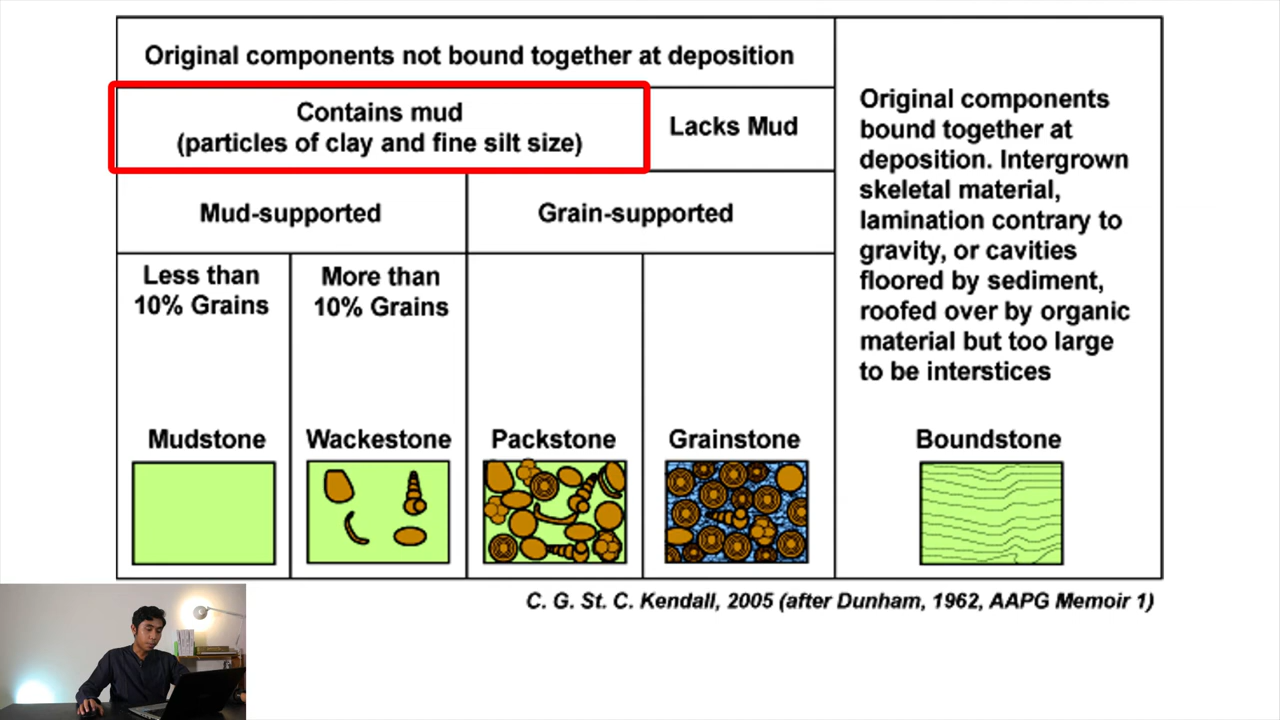 Original components not bound together at deposition
Contains mud
(particles of clay and fine silt size)
Lacks Mud
Mud-supported
Grain-supported
Less than
10% Grains
More than
10% Grains
Mudstone
Wackestone
Packstone
Grainstone
Original components
bound together at
deposition. Intergrown
skeletal material,
lamination contrary to
gravity, or cavities
floored by sediment,
roofed over by organic
material but too large
to be interstices
Boundstone
C. G. St. C. Kendall, 2005 (after Dunham, 1962, AAPG Memoir 1)